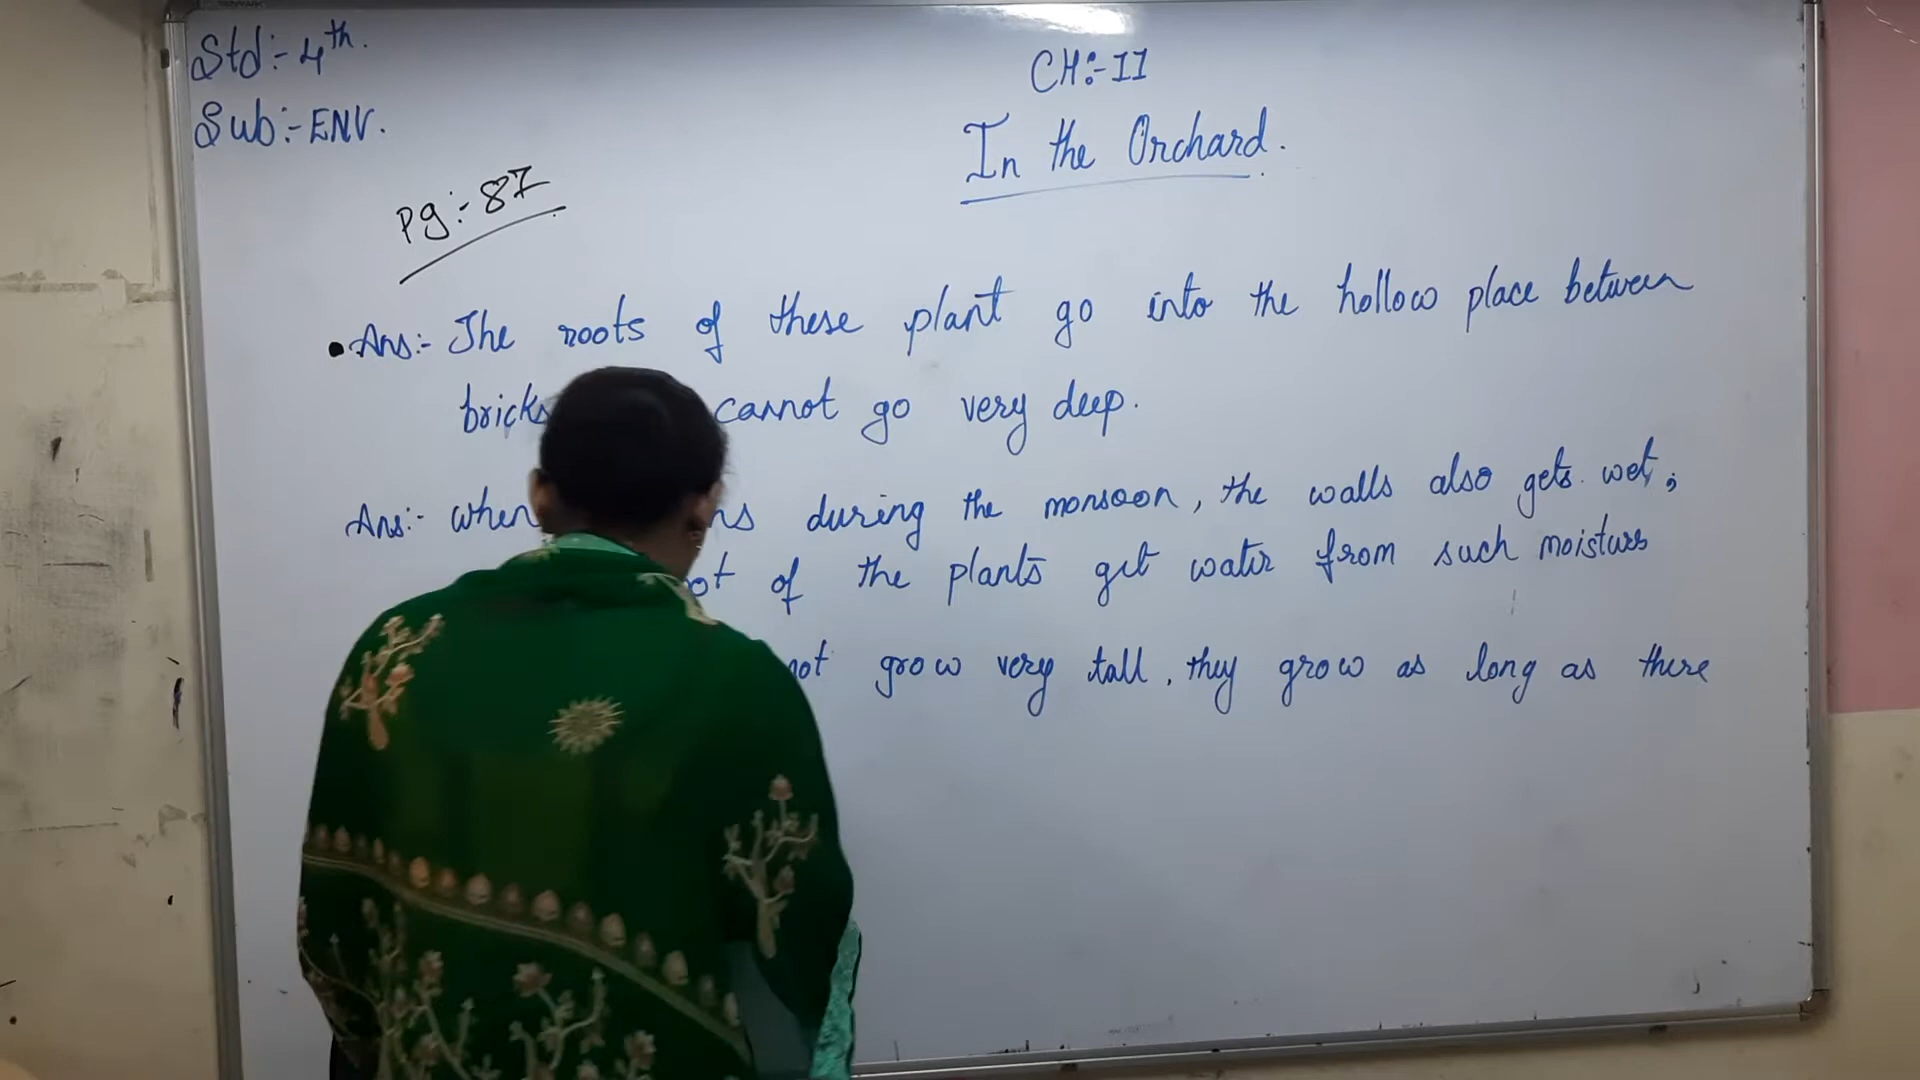 Std:- 4th.
Sub:- ENV.
CH:- II
In the Orchard.
Pg:- 87
Ans:- The roots of these plant go into the hollow place between
bricks cannot go very deep.
Ans:- when during the monsoon, the walls also gets wet,;
of the plants get water from such moisture
not grow very tall, they grow as long as there